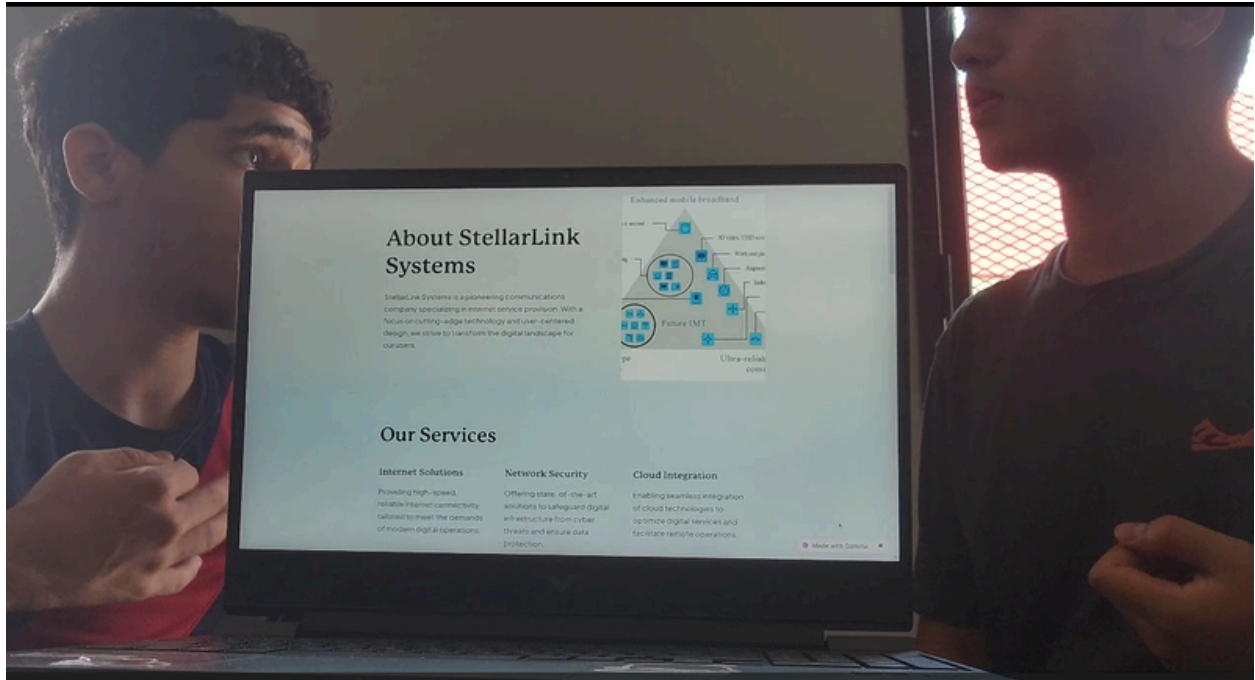 About StellarLink
Systems
StellarLink Systems is a pioneering communications
company specializing in internet service provision. With a
focus on cutting-edge technology and user-centered
design, we strive to transform the digital landscape for
our users.
Enhanced mobile broadband
Future IMT
Our Services
Internet Solutions
Providing high-speed,
reliable internet connectivity
tailored to meet the demands
of modern digital operations.
Network Security
Offering state-of-the-art
solutions to safeguard digital
infrastructure from cyber
threats and ensure data
protection.
Cloud Integration
Enabling seamless integration
of cloud technologies to
optimize digital services and
facilitate remote operations.
Made with Gamma